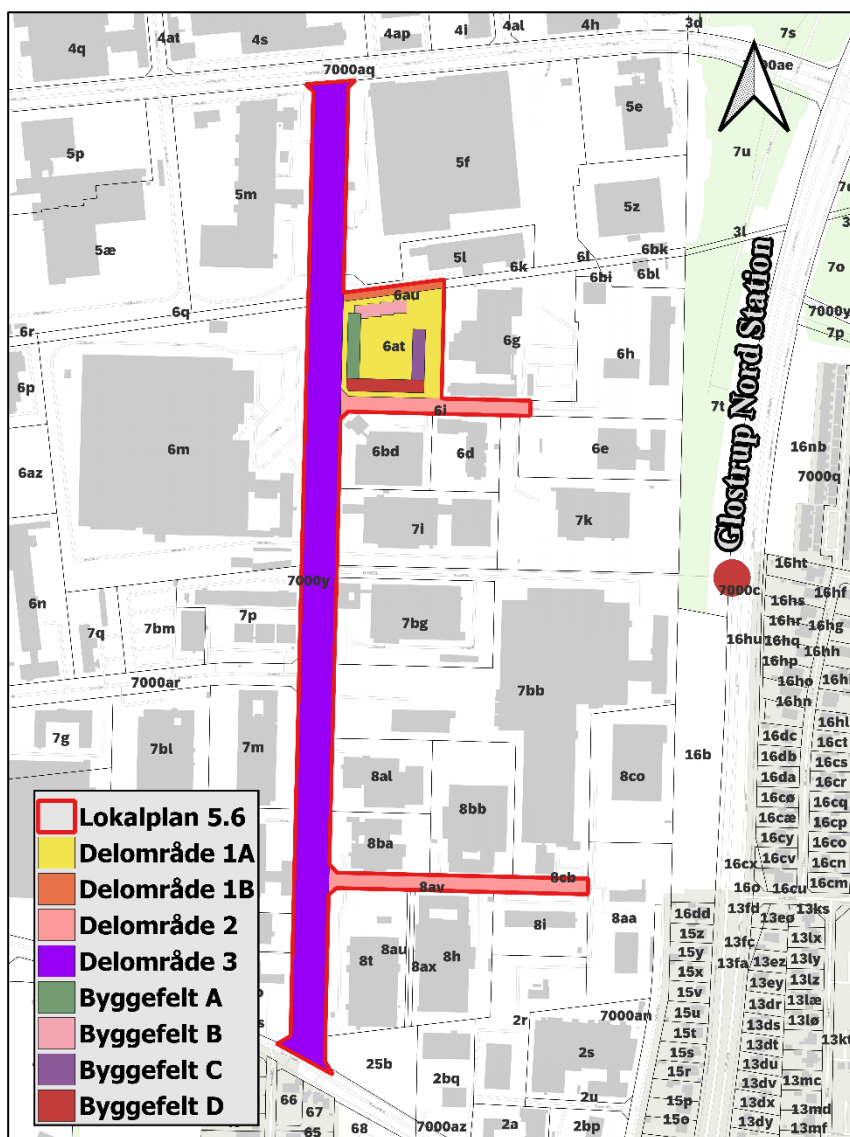 3d
7s
4q
4at
4s
4ap
4i
4al
4h
7000aq
7000ae
5p
5m
5f
5e
7u
5z
5æ
5l
6k
6l
6bk
6bl
6bi
3l
7o
6q
6au
7000y
7p
6r
6p
6at
6g
6h
7t
6i
6m
6bd
6d
6e
6az
7i
7k
16nb
7000q
Glostrup Nord Station
7000c
16ht
16hs
16hf
16hr
16hg
16hu
16hq
16hh
16hp
16hø
16hn
16hl
6n
7000y
7q
7bm
7p
7bg
7000ar
7bb
7g
7bl
7m
16b
16dc
16ct
16db
16cs
16da
16cr
16cø
16cq
16cæ
16cp
16cy
16co
16cv
16cn
16cx
16cm
16o
16cu
8al
8bb
8co
8ba
8av
8cb
8i
8aa
8au
8t
8ax
8h
16dd
13fd
13eø
13ks
15z
13lx
15y
13fc
15x
13fa
13ez
13ly
15v
13ey
13lz
15u
13dr
13læ
15t
13ds
13lø
15s
13dt
13kt
15r
13du
13dv
13mc
15p
13dx
13md
15o
13dy
13mf
2r
7000an
2s
25b
2bq
2u
66
67
65
68
7000az
2a
2bp
Lokalplan 5.6
Delområde 1A
Delområde 1B
Delområde 2
Delområde 3
Byggefelt A
Byggefelt B
Byggefelt C
Byggefelt D